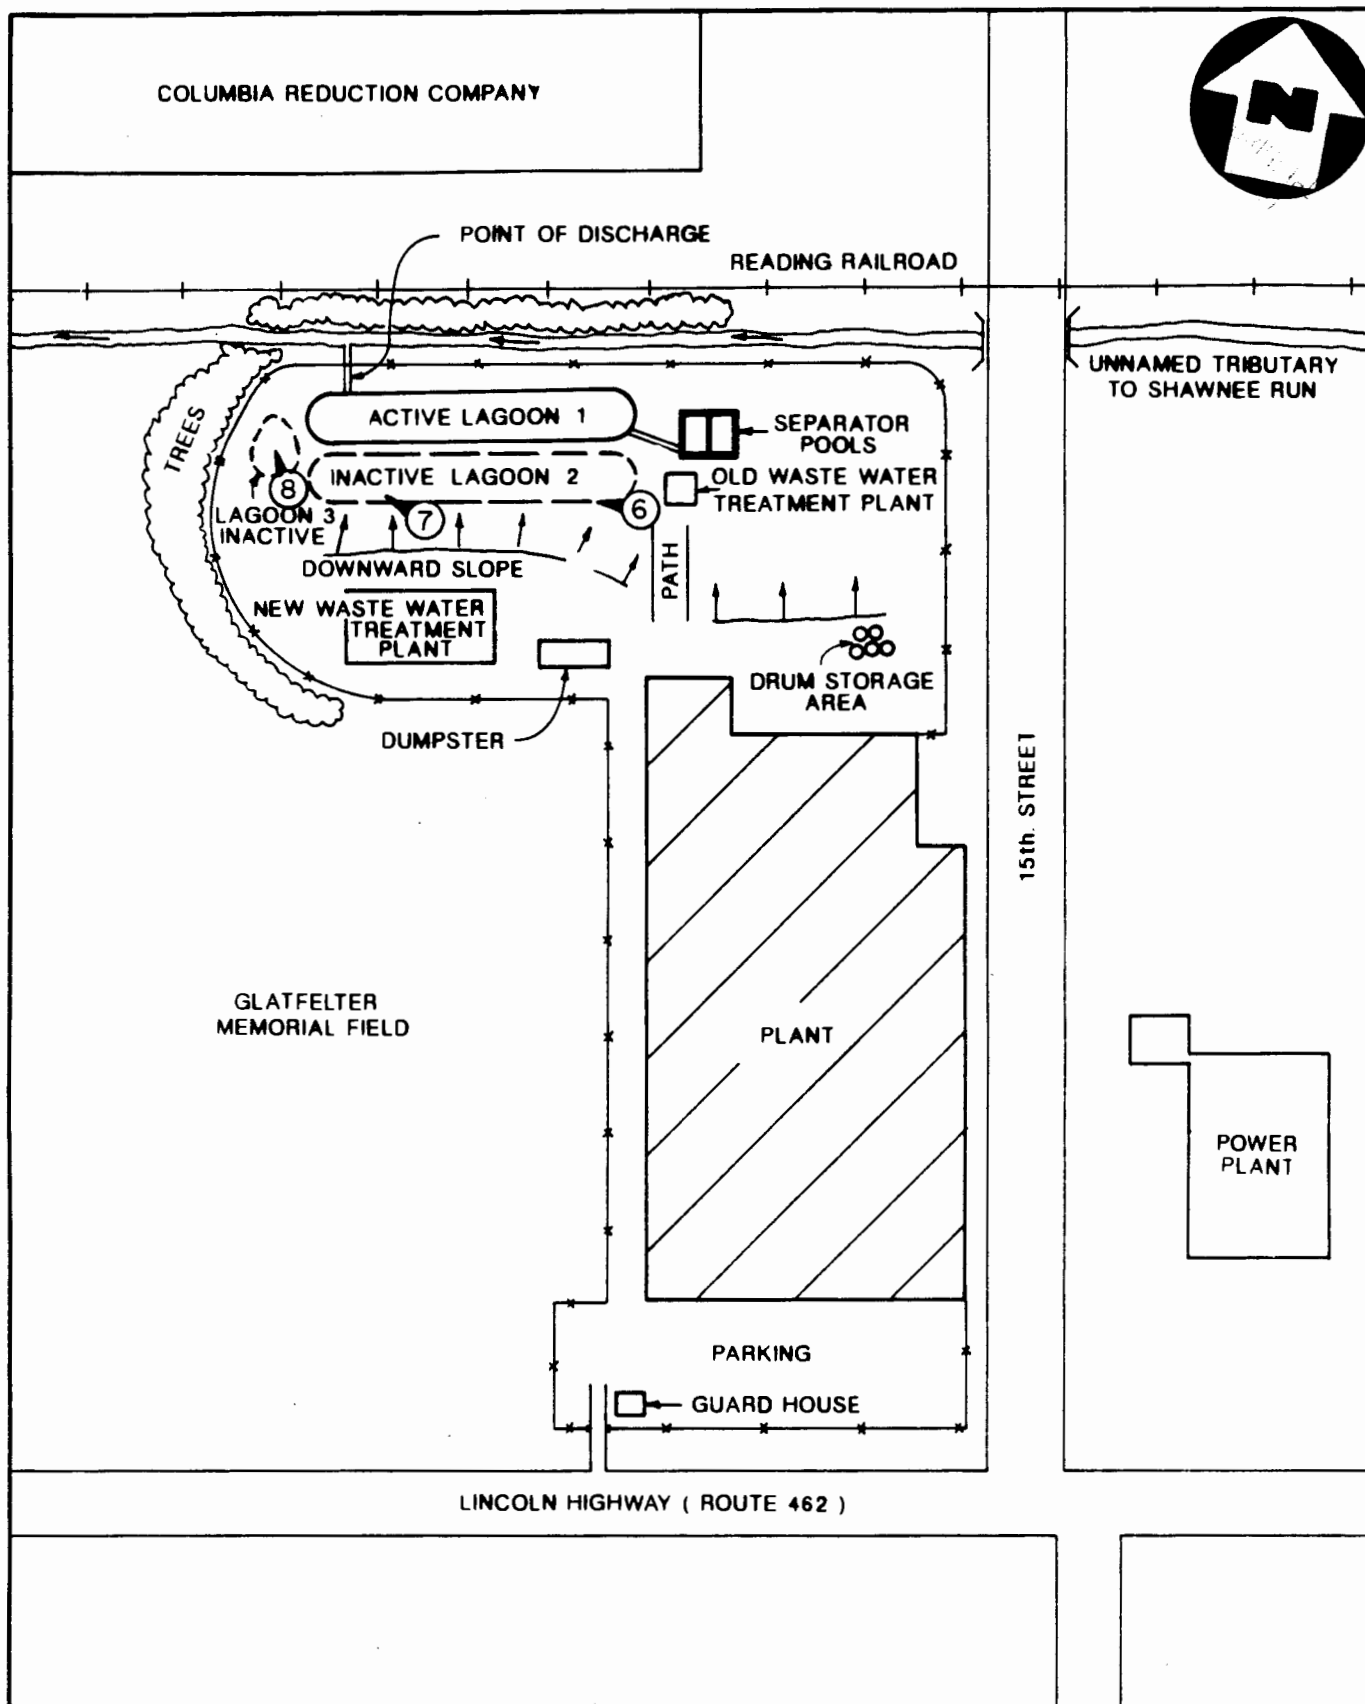 COLUMBIA REDUCTION COMPANY
N
POINT OF DISCHARGE
READING RAILROAD
UNNAMED TRIBUTARY
TO SHAWNEE RUN
TREES
ACTIVE LAGOON 1
SEPARATOR
POOLS
INACTIVE LAGOON 2
OLD WASTE WATER
TREATMENT PLANT
8
7
6
LAGOON 3
INACTIVE
DOWNWARD SLOPE
PATH
NEW WASTE WATER
TREATMENT
PLANT
DRUM STORAGE
AREA
DUMPSTER
15th. STREET
GLATFELTER
MEMORIAL FIELD
PLANT
POWER
PLANT
PARKING
GUARD HOUSE
LINCOLN HIGHWAY ( ROUTE 462 )